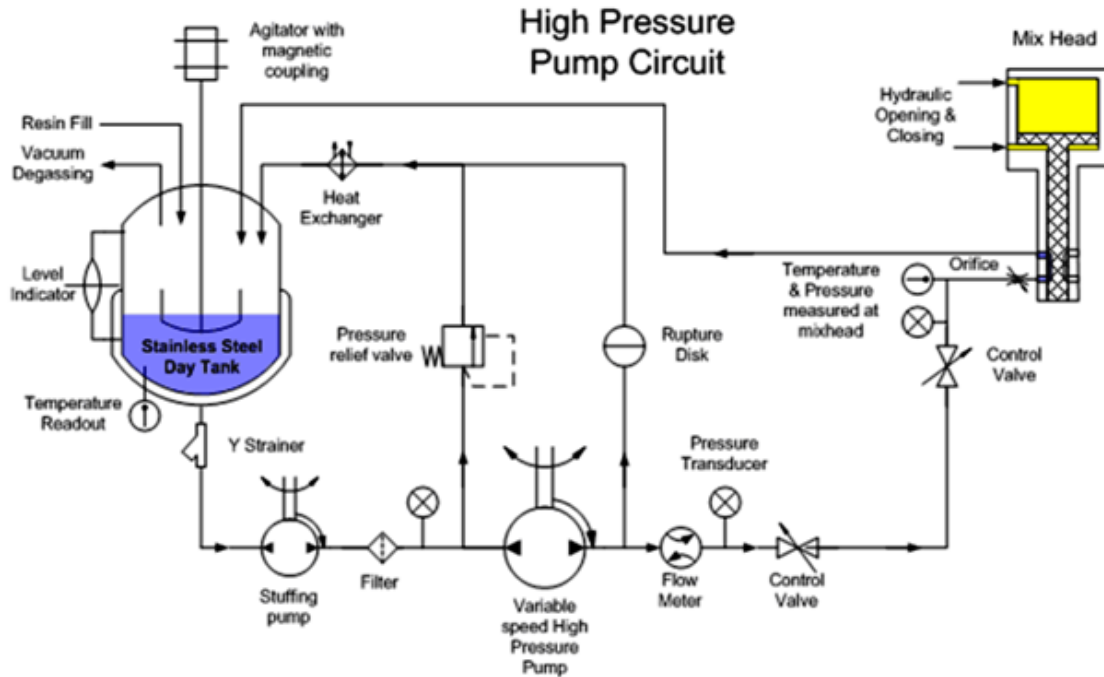 High Pressure
Pump Circuit
Agitator with
magnetic
coupling
Mix Head
Resin Fill
Vacuum
Degassing
Hydraulic
Opening &
Closing
Heat
Exchanger
Level
Indicator
Orifice
Temperature
& Pressure
measured at
mixhead
Stainless Steel
Day Tank
Pressure
relief valve
Rupture
Disk
Control
Valve
Temperature
Readout
Y Strainer
Pressure
Transducer
Stuffing
pump
Filter
Variable
speed High
Pressure
Pump
Flow
Meter
Control
Valve